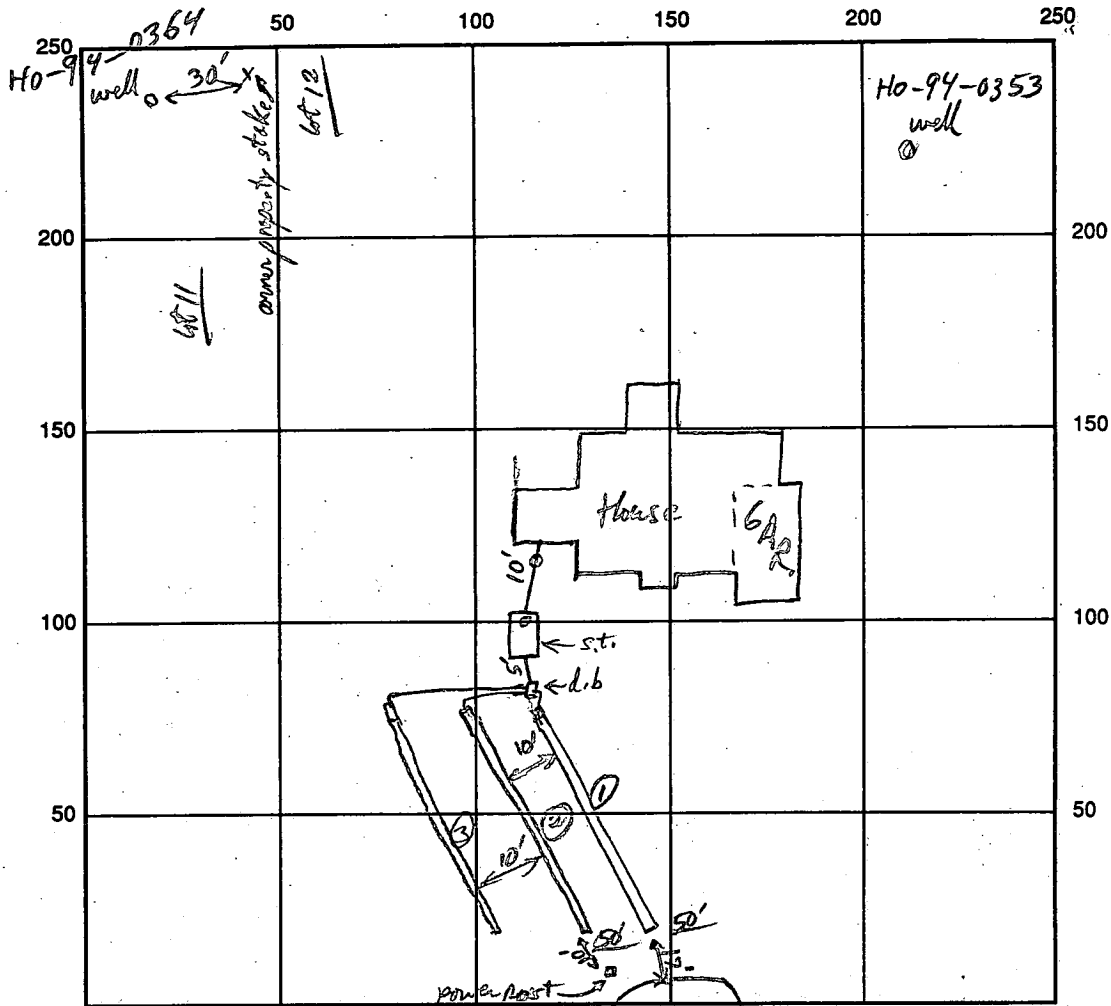 50 100 150 200 250
250
Ho-94-0364
well
30'
x
corner property stake
lot 12
Ho-94-0353
well
200 200
lot 11
150 150
House
GAR.
10'
100 100
s.t.
5'
d.b
10'
1
50 50
2
3
10'
50'
50'
power post